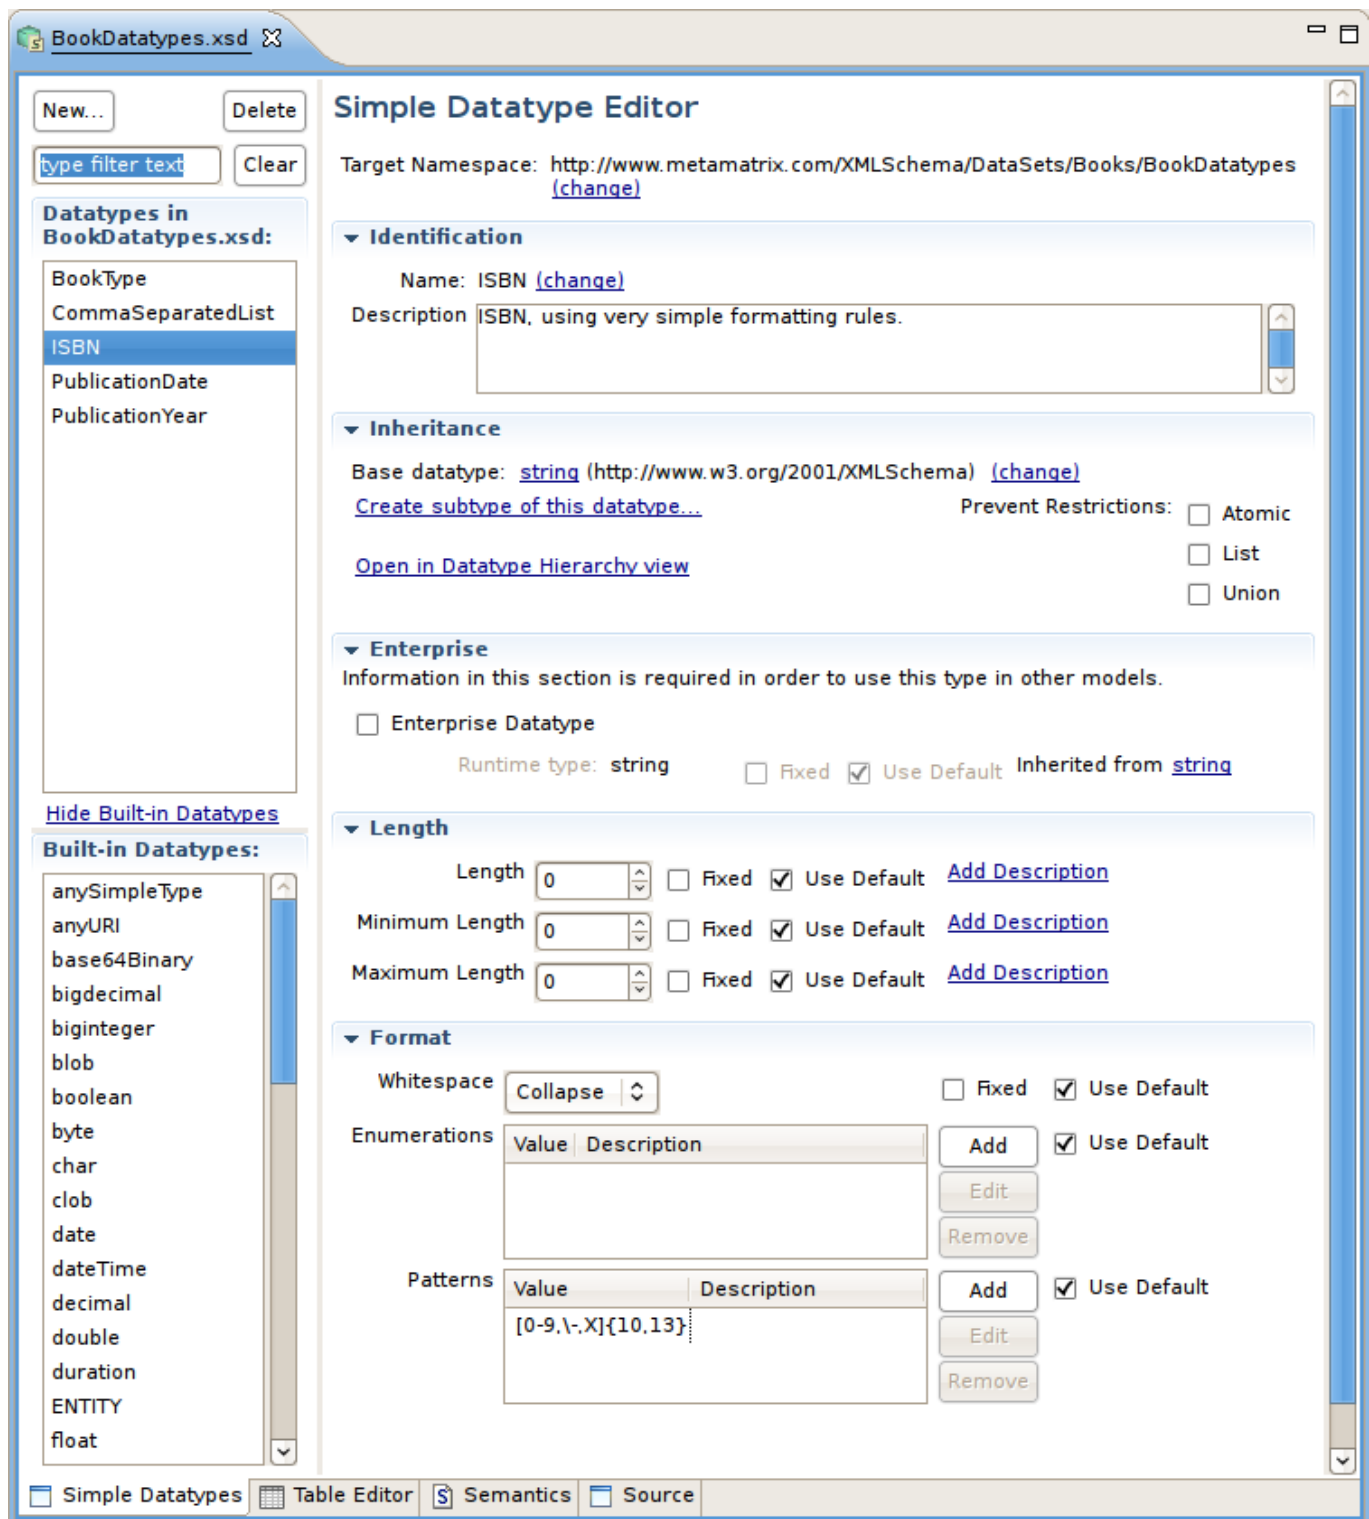 BookDatatypes.xsd
New...
Delete
type filter text
Clear
Datatypes in
BookDatatypes.xsd:
BookType
CommaSeparatedList
ISBN
PublicationDate
PublicationYear
Hide Built-in Datatypes
Built-in Datatypes:
anySimpleType
anyURI
base64Binary
bigdecimal
biginteger
blob
boolean
byte
char
clob
date
dateTime
decimal
double
duration
ENTITY
float
Simple Datatype Editor
Target Namespace: http://www.metamatrix.com/XMLSchema/DataSets/Books/BookDatatypes
(change)
Identification
Name: ISBN (change)
Description ISBN, using very simple formatting rules.
Inheritance
Base datatype: string (http://www.w3.org/2001/XMLSchema) (change)
Create subtype of this datatype... Prevent Restrictions: Atomic
List
Open in Datatype Hierarchy view
Union
Enterprise
Information in this section is required in order to use this type in other models.
Enterprise Datatype
Runtime type: string Fixed Use Default Inherited from string
Length
Length 0 Fixed Use Default Add Description
Minimum Length 0 Fixed Use Default Add Description
Maximum Length 0 Fixed Use Default Add Description
Format
Whitespace Collapse Fixed Use Default
Enumerations Value Description Add Use Default
Edit
Remove
Patterns Value Description Add Use Default
[0-9,\-,X]{10,13}
Edit
Remove
Simple Datatypes Table Editor Semantics Source